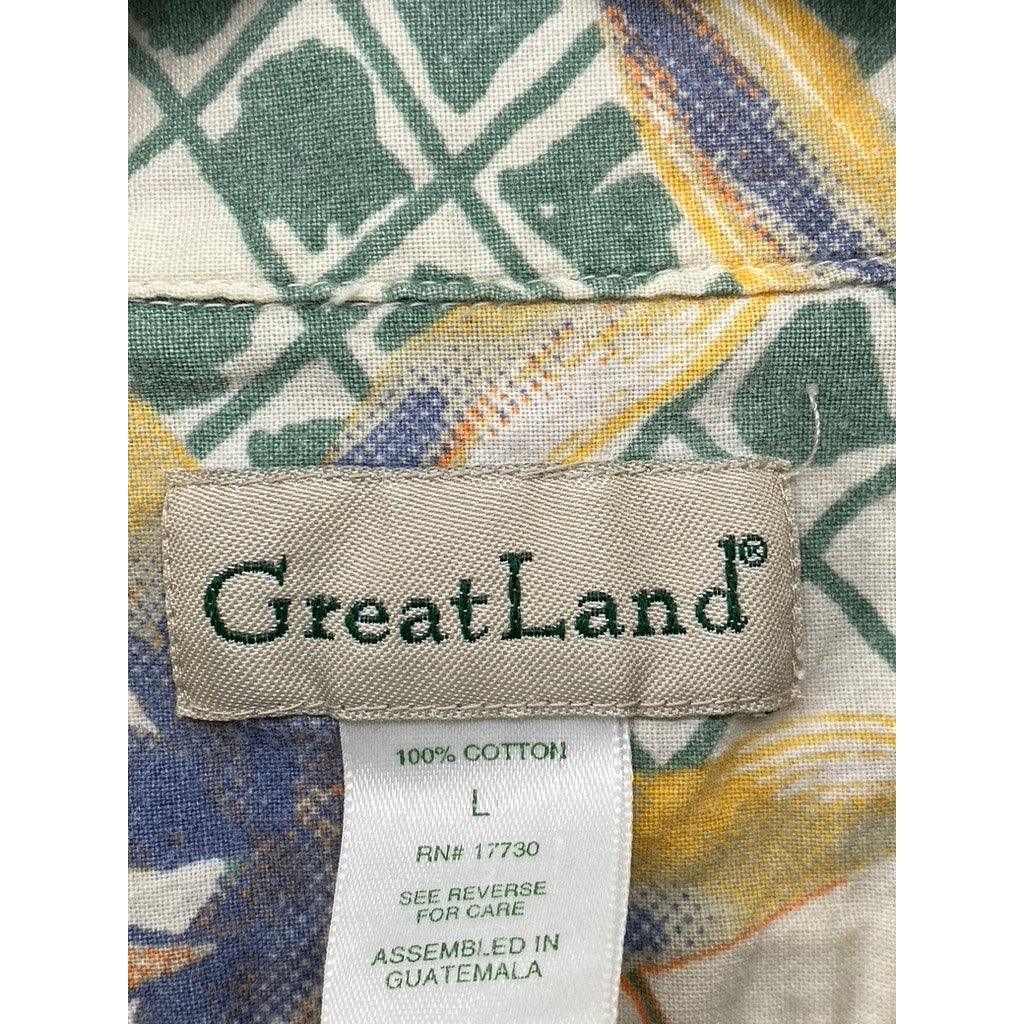 GreatLand®
100% COTTON
L
RN# 17730
SEE REVERSE
FOR CARE
ASSEMBLED IN
GUATEMALA